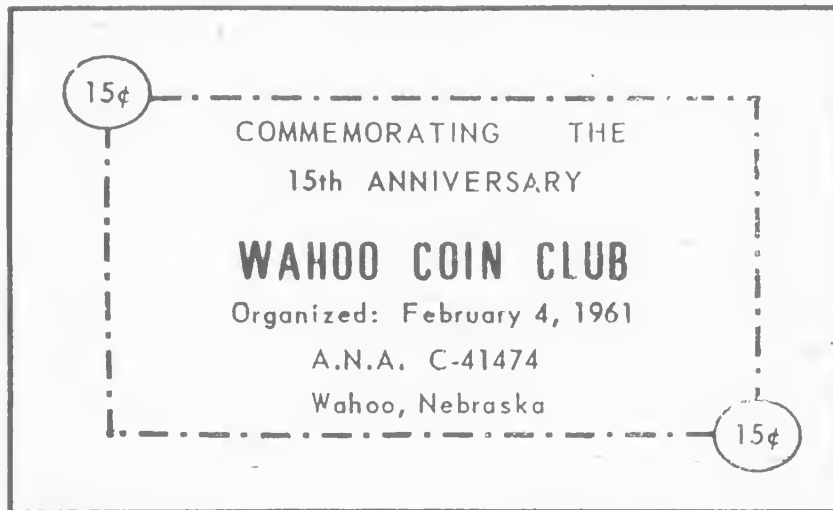 15¢
COMMEMORATING THE
15th ANNIVERSARY
WAHOO COIN CLUB
Organized: February 4, 1961
A.N.A. C-41474
Wahoo, Nebraska
15¢